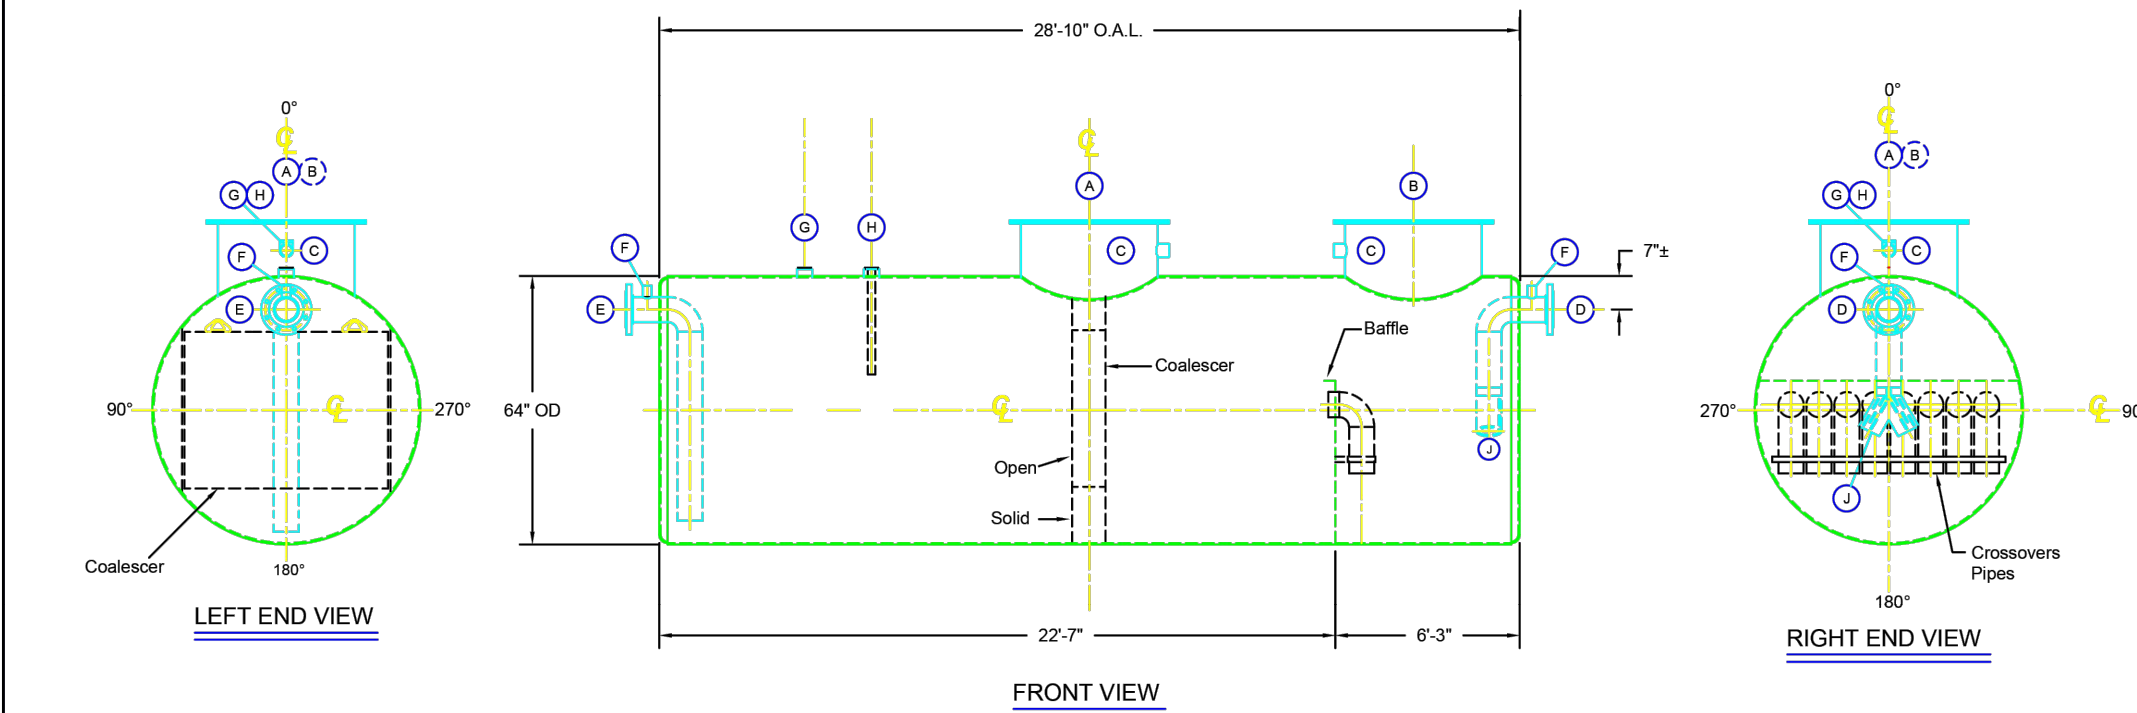 28'-10" O.A.L.
0°
℄
A B
G H
F C
E
90°
270°
℄
Coalescer
180°
LEFT END VIEW
℄
A
B
G
H
F
C
C
F
7"±
E
D
Baffle
Coalescer
64" OD
℄
Open
J
Solid
22'-7"
6'-3"
FRONT VIEW
0°
℄
A B
G H
F C
D
270°
℄
90
J
Crossovers
Pipes
180°
RIGHT END VIEW